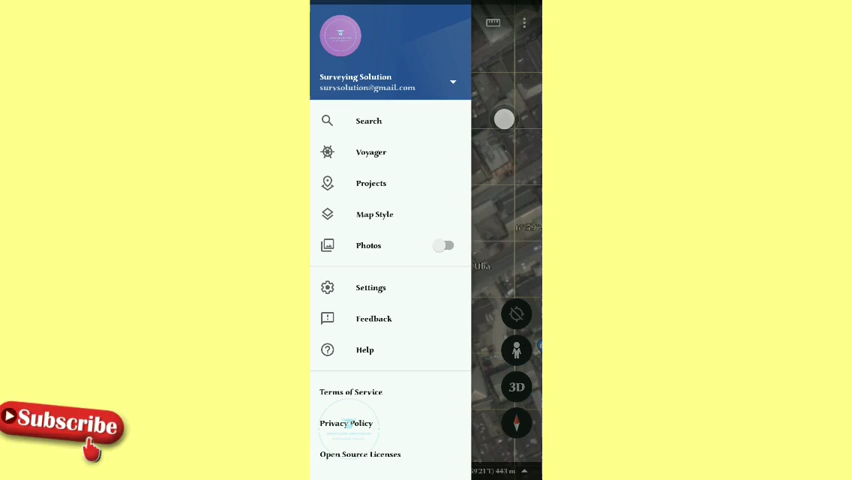 Surveying Solution
survsolution@gmail.com
Search
Voyager
Projects
Map Style
Photos
Settings
Feedback
Help
Terms of Service
Privacy Policy
Open Source Licenses
3D
443 m
Subscribe